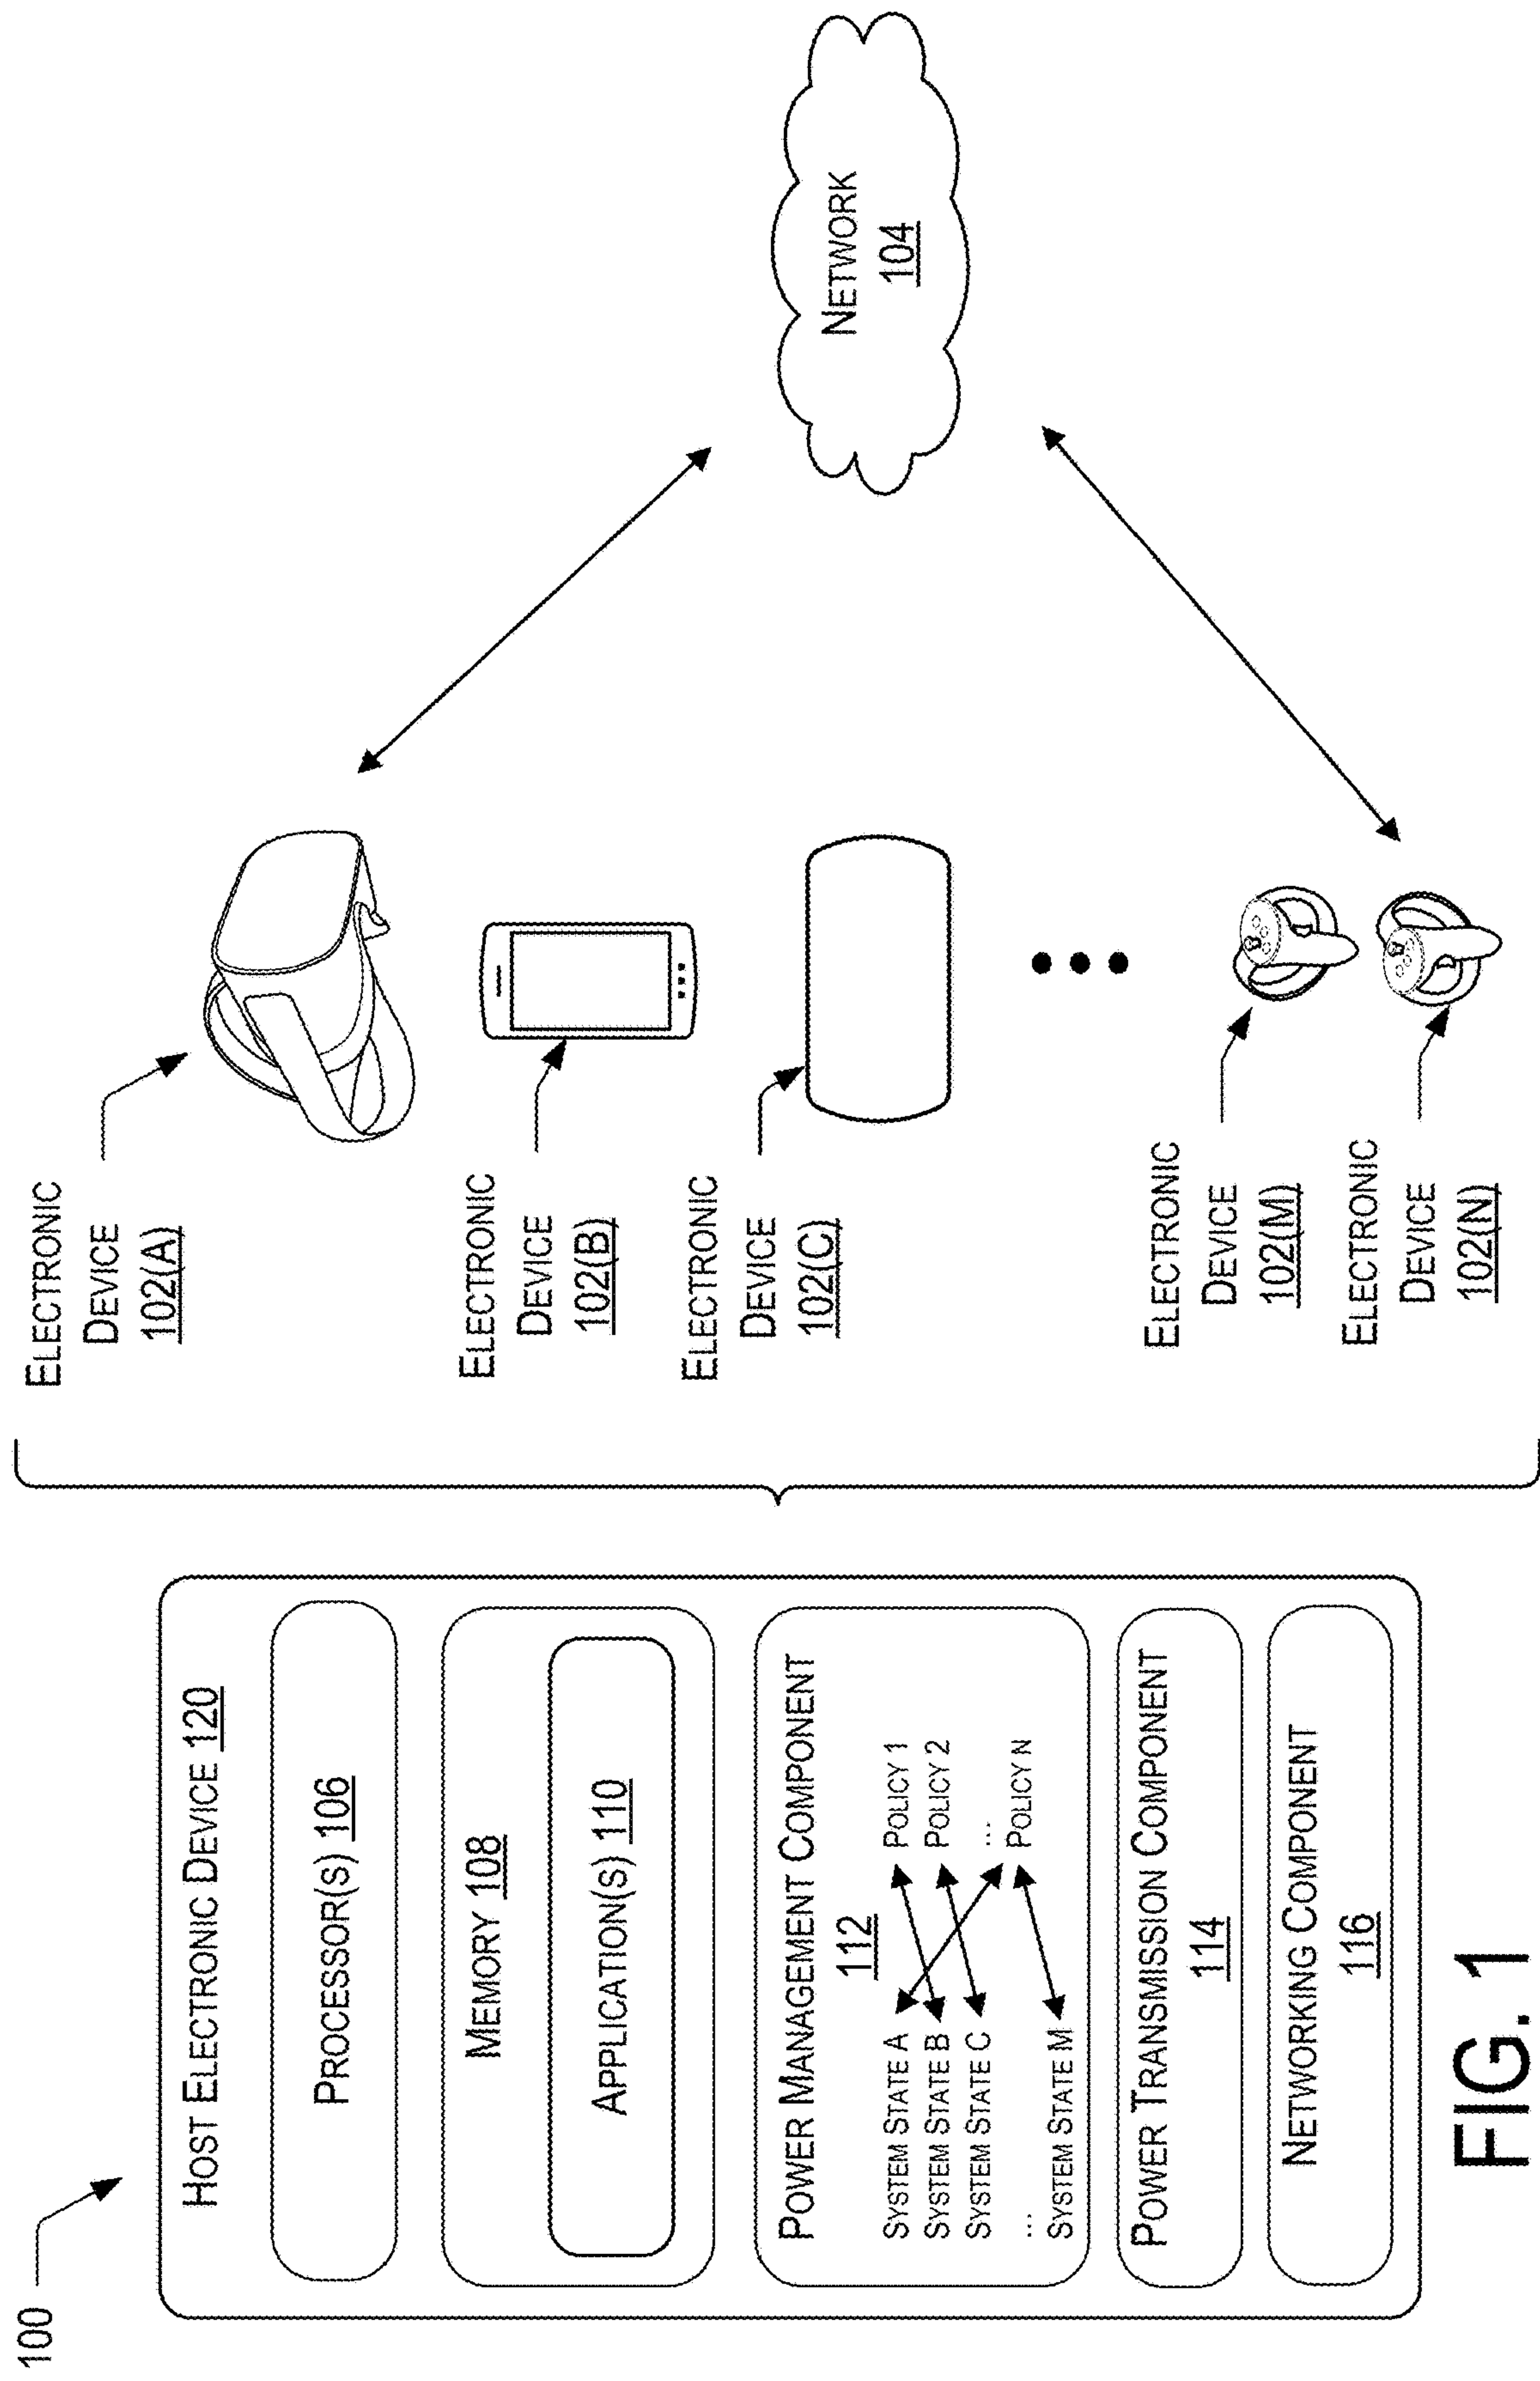 100
HOST ELECTRONIC DEVICE 120
PROCESSOR(S) 106
MEMORY 108
APPLICATION(S) 110
POWER MANAGEMENT COMPONENT
112
SYSTEM STATE A
POLICY 1
SYSTEM STATE B
POLICY 2
SYSTEM STATE C
...
...
POLICY N
SYSTEM STATE M
POWER TRANSMISSION COMPONENT
114
NETWORKING COMPONENT
116
ELECTRONIC
DEVICE
102(A)
ELECTRONIC
DEVICE
102(B)
ELECTRONIC
DEVICE
102(C)
ELECTRONIC
DEVICE
102(M)
ELECTRONIC
DEVICE
102(N)
NETWORK
104
FIG. 1